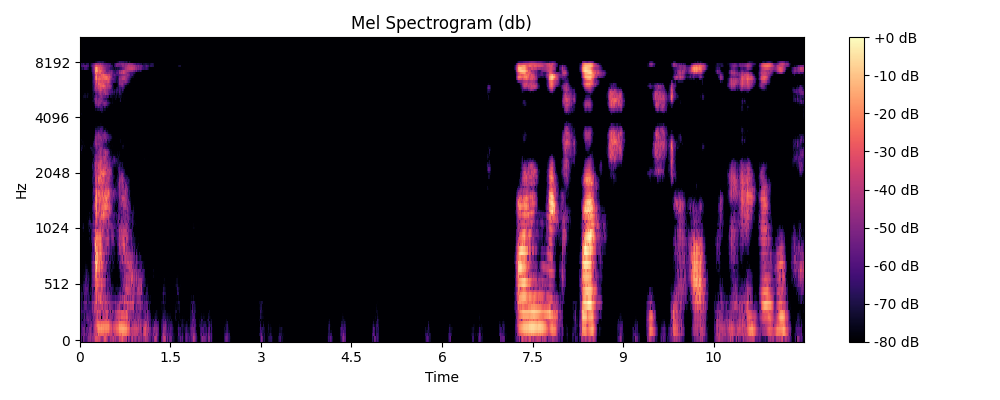 Mel Spectrogram (db)
8192
4096
2048
1024
512
0
Hz
0 1.5 3 4.5 6 7.5 9 10
Time
+0 dB
-10 dB
-20 dB
-30 dB
-40 dB
-50 dB
-60 dB
-70 dB
-80 dB